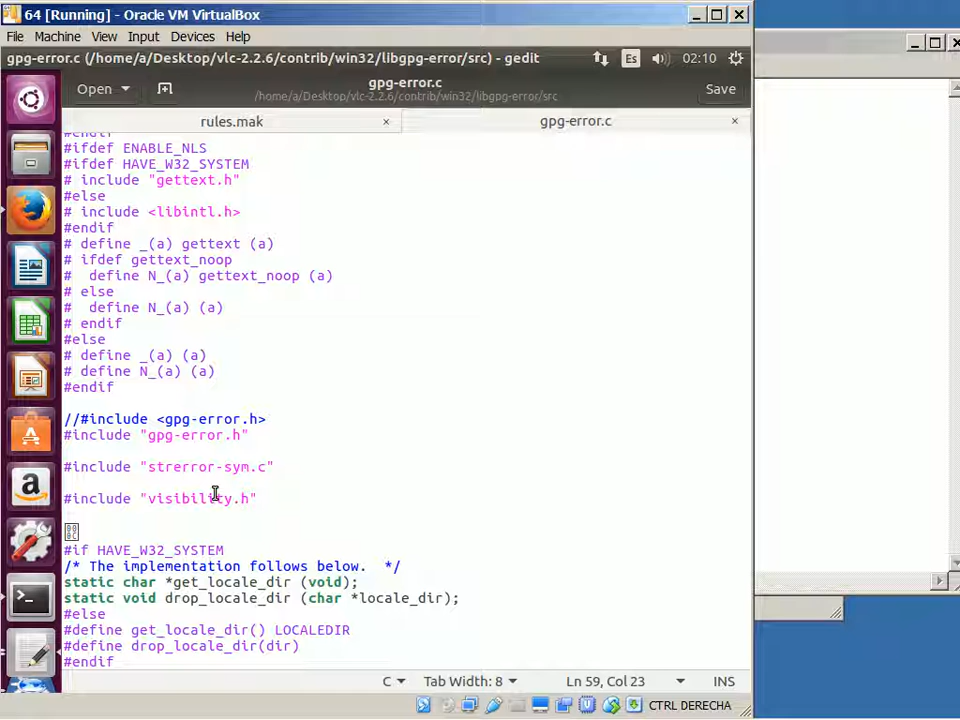 64 [Running] - Oracle VM VirtualBox
File Machine View Input Devices Help
gpg-error.c (/home/a/Desktop/vlc-2.2.6/contrib/win32/libgpg-error/src) - gedit
Es
02:10
Open
gpg-error.c
/home/a/Desktop/vlc-2.2.6/contrib/win32/libgpg-error/src
Save
rules.mak × gpg-error.c ×
#endif
#ifdef ENABLE_NLS
#ifdef HAVE_W32_SYSTEM
# include "gettext.h"
#else
# include <libintl.h>
#endif
# define _(a) gettext (a)
# ifdef gettext_noop
#  define N_(a) gettext_noop (a)
# else
#  define N_(a) (a)
# endif
#else
# define _(a) (a)
# define N_(a) (a)
#endif
//#include <gpg-error.h>
#include "gpg-error.h"
#include "strerror-sym.c"
#include "visibility.h"
#if HAVE_W32_SYSTEM
/* The implementation follows below.  */
static char *get_locale_dir (void);
static void drop_locale_dir (char *locale_dir);
#else
#define get_locale_dir() LOCALEDIR
#define drop_locale_dir(dir)
#endif
C Tab Width: 8 Ln 59, Col 23 INS
CTRL DERECHA